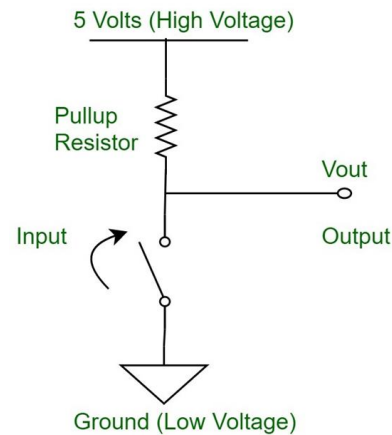 5 Volts (High Voltage)
Pullup
Resistor
Vout
Input
Output
Ground (Low Voltage)